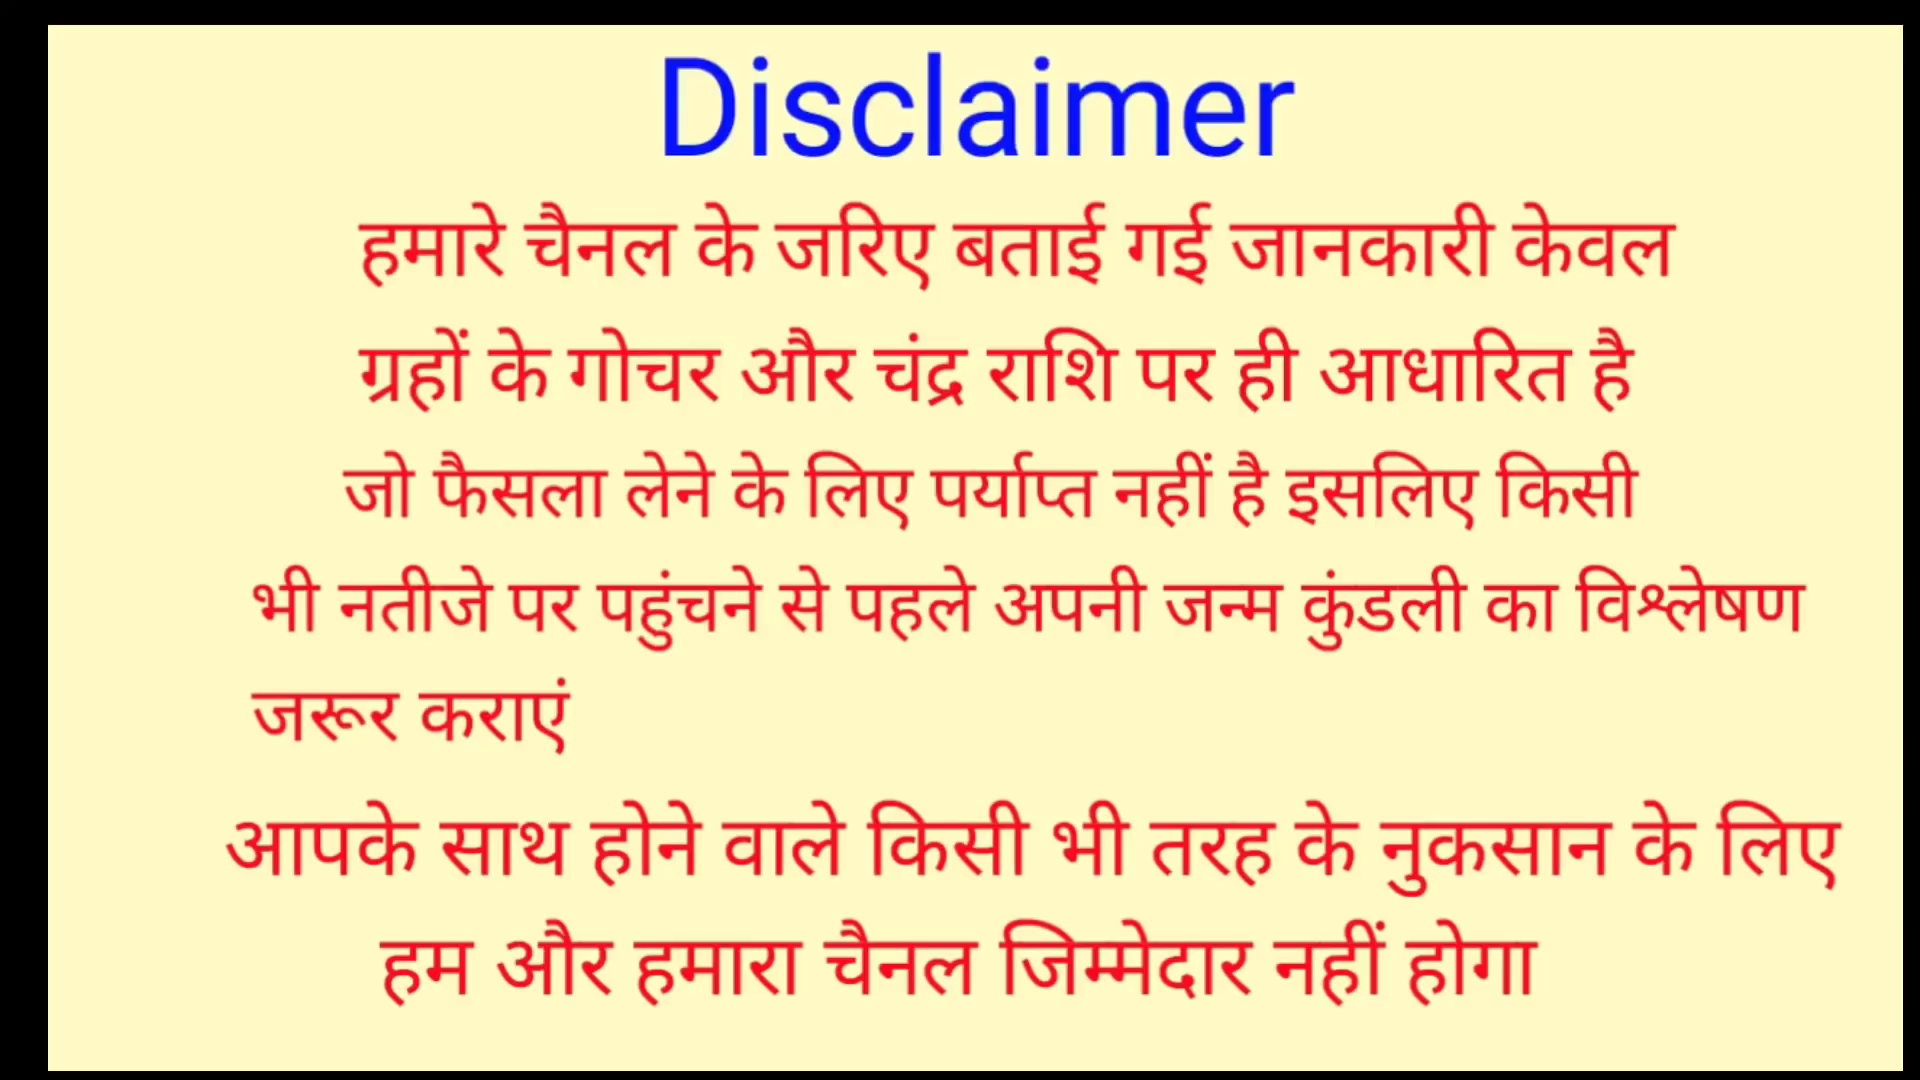 Disclaimer
हमारे चैनल के जरिए बताई गई जानकारी केवल
ग्रहों के गोचर और चंद्र राशि पर ही आधारित है
जो फैसला लेने के लिए पर्याप्त नहीं है इसलिए किसी
भी नतीजे पर पहुंचने से पहले अपनी जन्म कुंडली का विश्लेषण
जरूर कराएं
आपके साथ होने वाले किसी भी तरह के नुकसान के लिए
हम और हमारा चैनल जिम्मेदार नहीं होगा